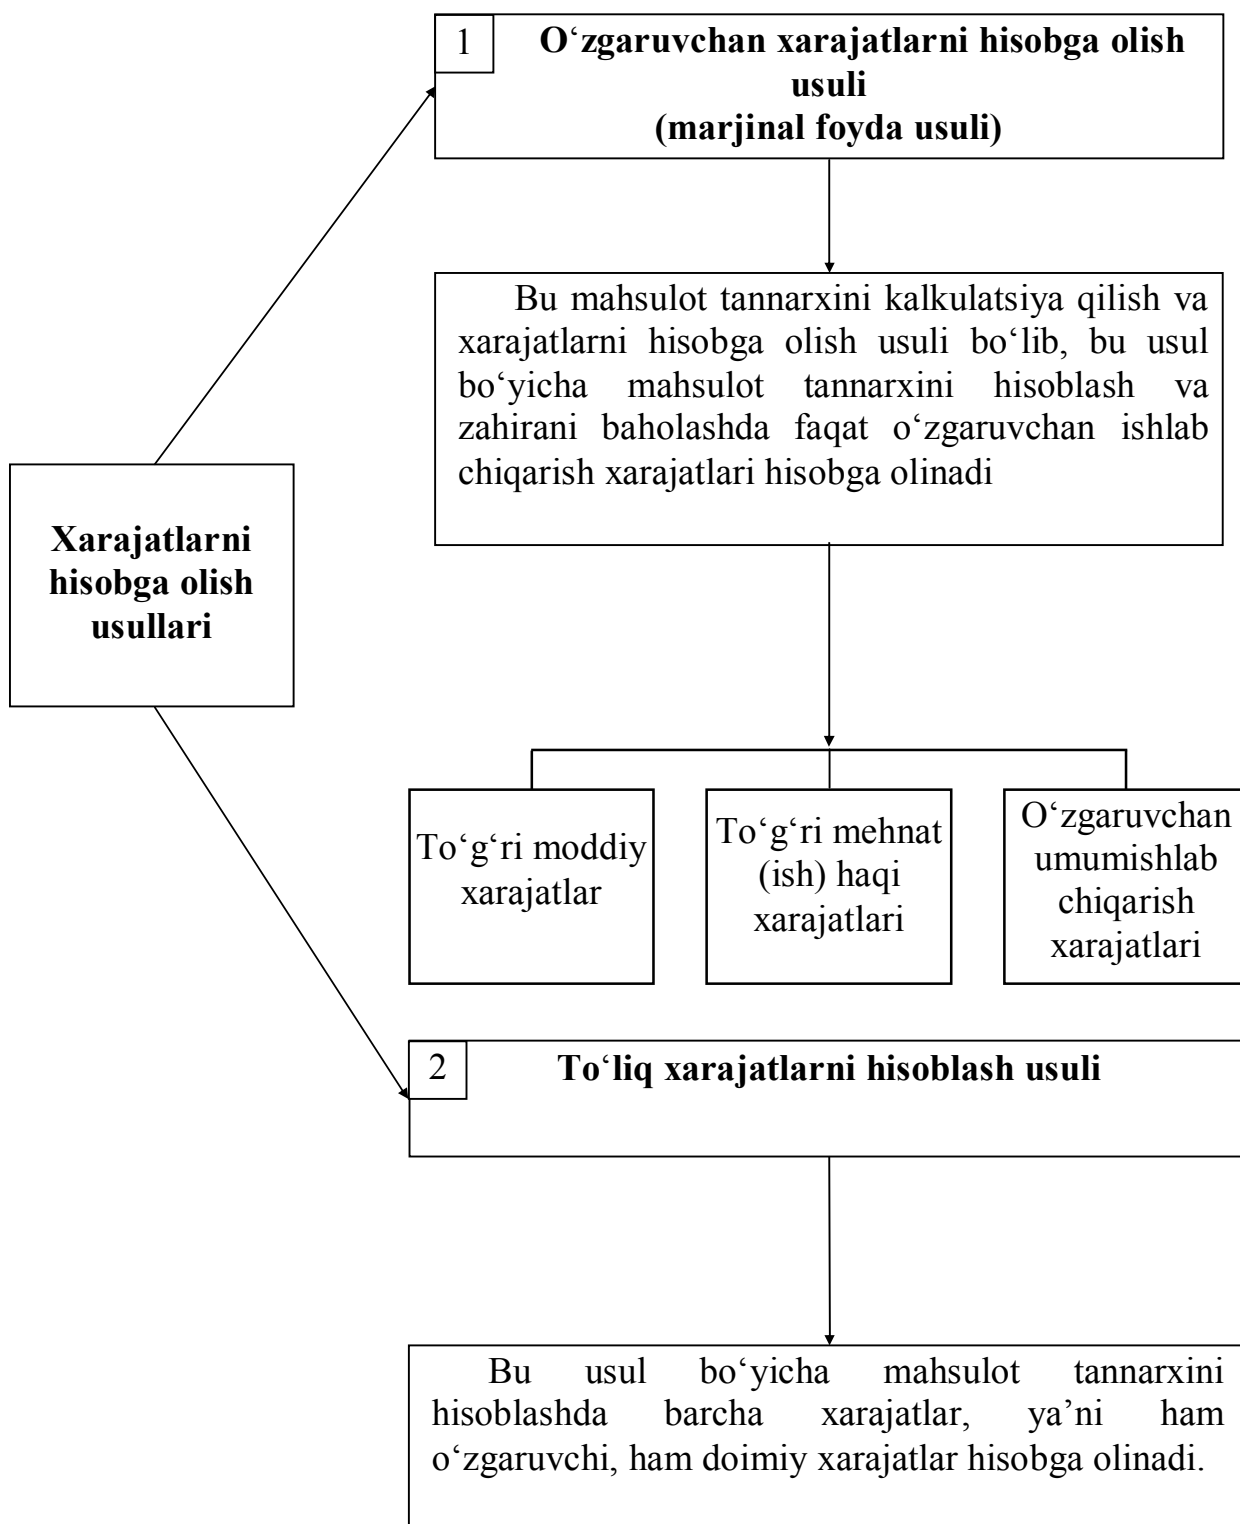 1
O‘zgaruvchan xarajatlarni hisobga olish
usuli
(marjinal foyda usuli)
Bu mahsulot tannarxini kalkulatsiya qilish va
xarajatlarni hisobga olish usuli bo‘lib, bu usul
bo‘yicha mahsulot tannarxini hisoblash va
zahirani baholashda faqat o‘zgaruvchan ishlab
chiqarish xarajatlari hisobga olinadi
Xarajatlarni
hisobga olish
usullari
To‘g‘ri moddiy
xarajatlar
To‘g‘ri mehnat
(ish) haqi
xarajatlari
O‘zgaruvchan
umumishlab
chiqarish
xarajatlari
2
To‘liq xarajatlarni hisoblash usuli
Bu usul bo‘yicha mahsulot tannarxini
hisoblashda barcha xarajatlar, ya’ni ham
o‘zgaruvchi, ham doimiy xarajatlar hisobga olinadi.